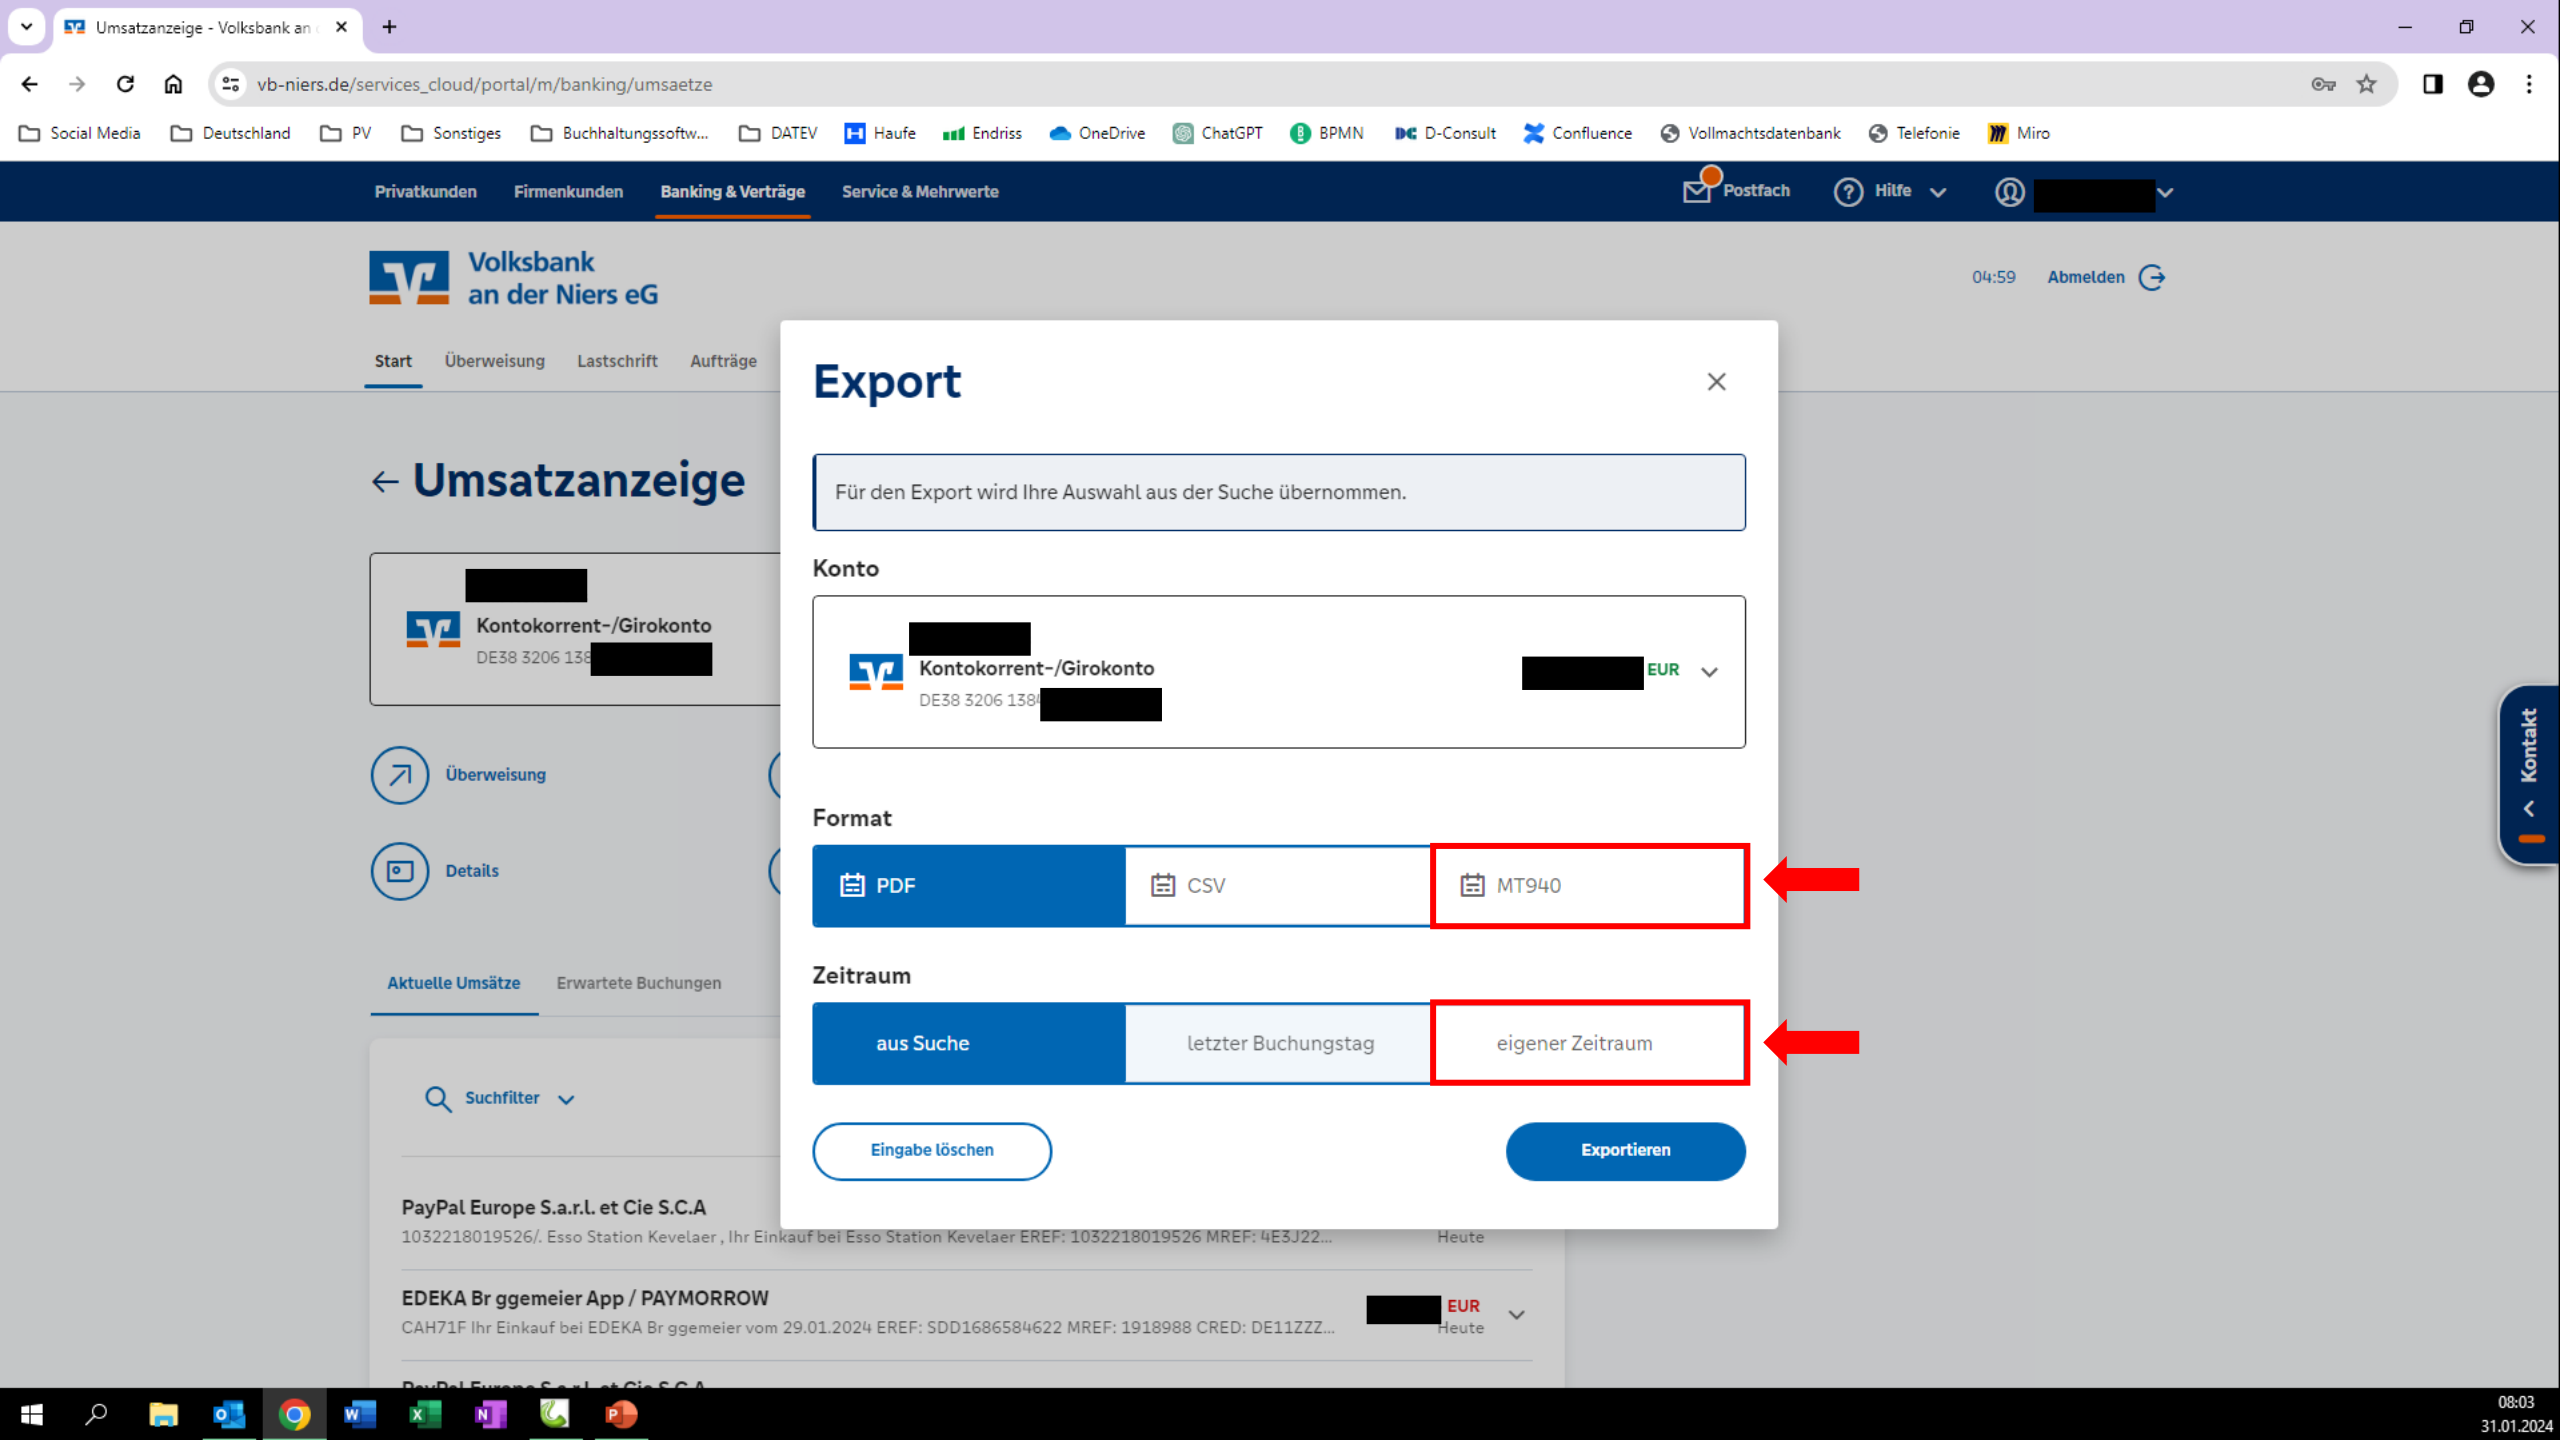 Umsatzanzeige - Volksbank an
vb-niers.de/services_cloud/portal/m/banking/umsaetze
Social Media Deutschland PV Sonstiges Buchhaltungssoftw... DATEV Haufe Endriss OneDrive ChatGPT BPMN D-Consult Confluence Vollmachtsdatenbank Telefonie Miro
Privatkunden Firmenkunden Banking & Verträge Service & Mehrwerte Postfach Hilfe
Volksbank
an der Niers eG
04:59 Abmelden
Start Überweisung Lastschrift Aufträge
Export
Für den Export wird Ihre Auswahl aus der Suche übernommen.
Konto
Kontokorrent-/Girokonto
EUR
DE38 3206 138
Format
PDF CSV MT940
Zeitraum
aus Suche letzter Buchungstag eigener Zeitraum
Eingabe löschen Exportieren
Umsatzanzeige
Kontokorrent-/Girokonto
DE38 3206 138
Überweisung
Details
Aktuelle Umsätze Erwartete Buchungen
Suchfilter
PayPal Europe S.a.r.l. et Cie S.C.A
1032218019526/. Esso Station Kevelaer , Ihr Einkauf bei Esso Station Kevelaer EREF: 1032218019526 MREF: 4E3J22... Heute
EDEKA Br ggemeier App / PAYMORROW EUR
CAH71F Ihr Einkauf bei EDEKA Br ggemeier vom 29.01.2024 EREF: SDD1686584622 MREF: 1918988 CRED: DE11ZZZ... Heute
PayPal Europe S.a.r.l. et Cie S.C.A
Kontakt
08:03
31.01.2024